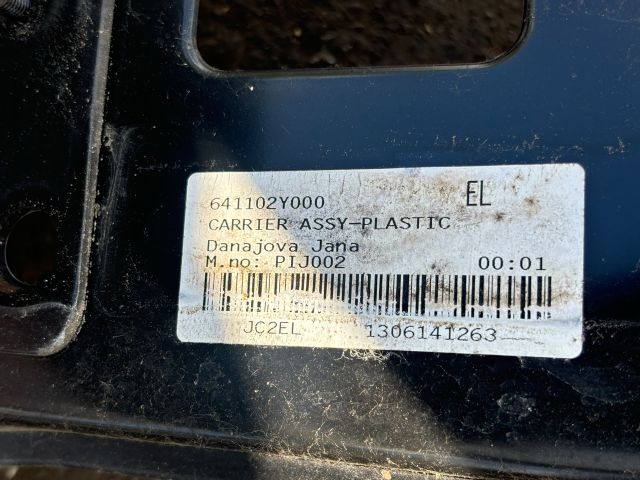 641102Y000 EL
CARRIER ASSY-PLASTIC
Danajova Jana
M.no: PIJ002 00:01
JC2EL 1306141263